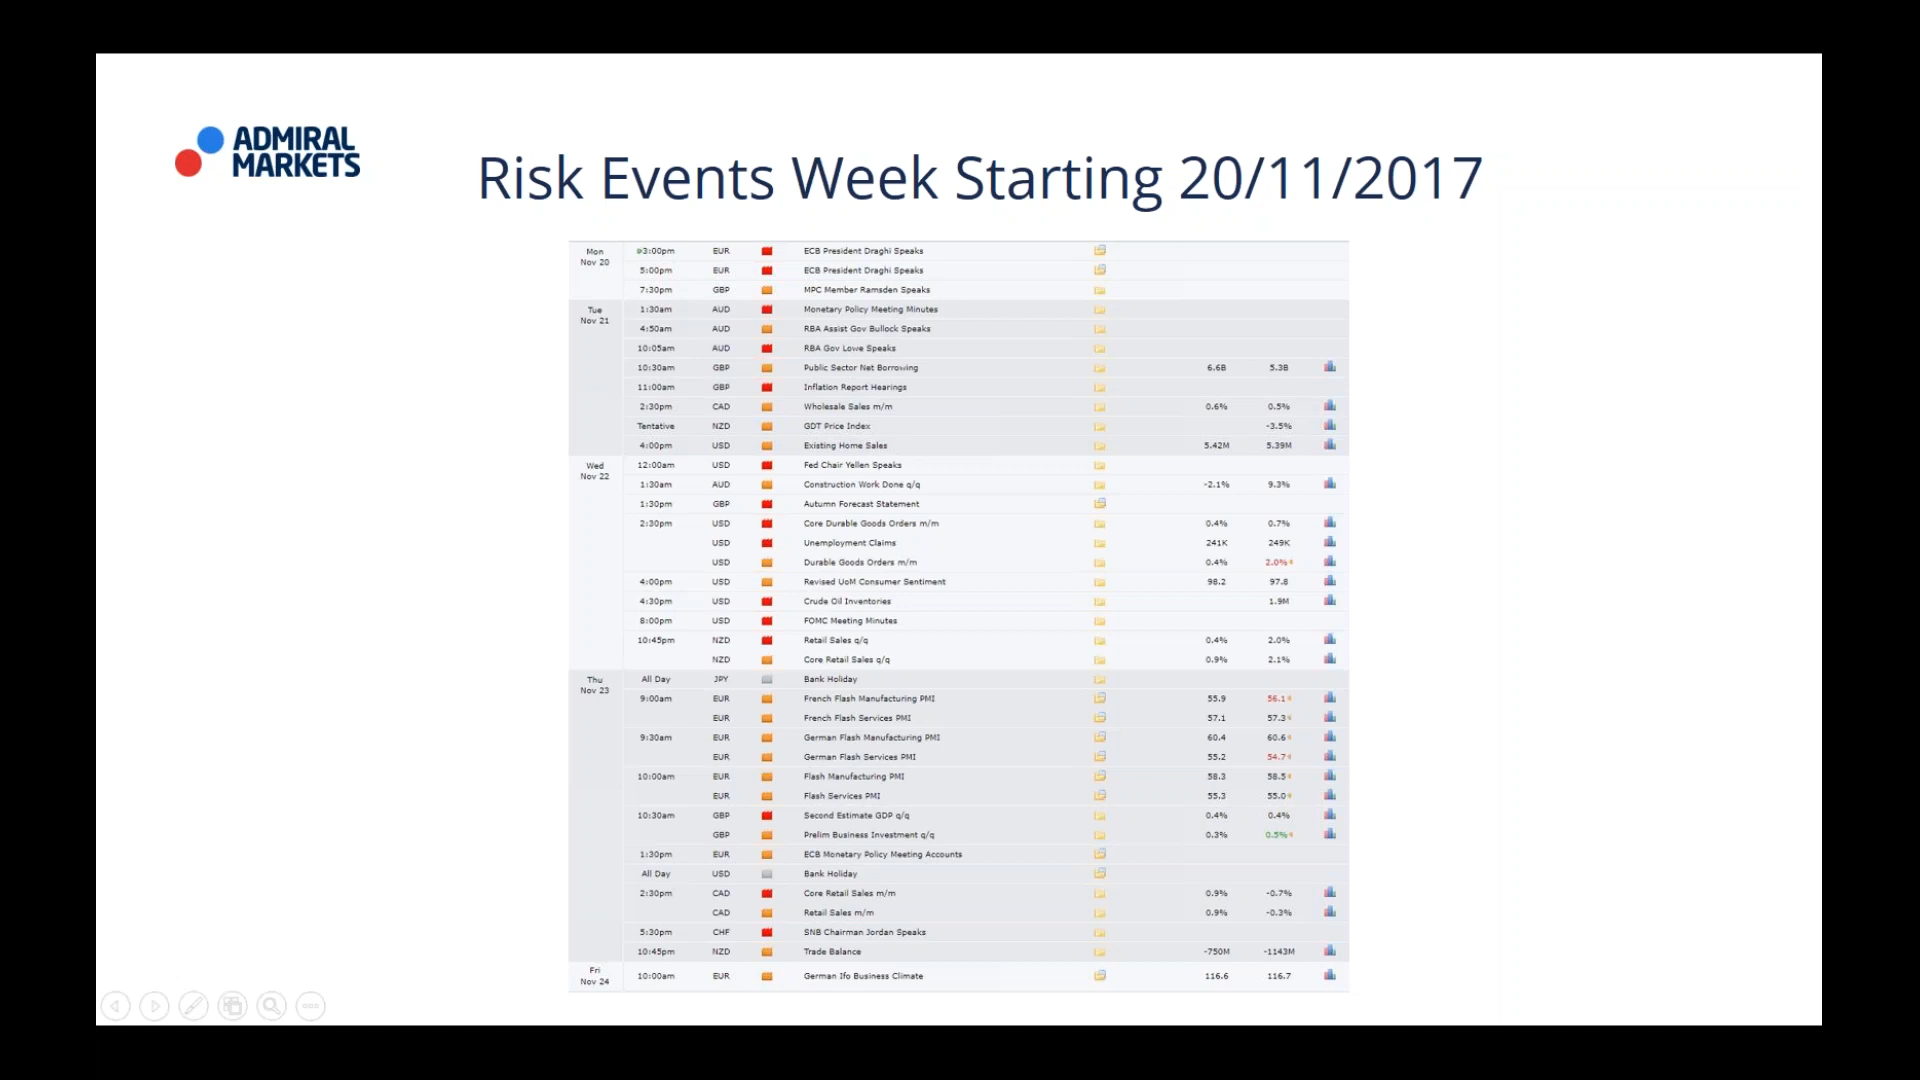 ADMIRAL
MARKETS
Risk Events Week Starting 20/11/2017
Mon
Nov 20
3:00pm EUR ECB President Draghi Speaks
5:00pm EUR ECB President Draghi Speaks
7:30pm GBP MPC Member Ramsden Speaks
Tue
Nov 21
1:30am AUD Monetary Policy Meeting Minutes
4:50am AUD RBA Assist Gov Bullock Speaks
10:05am AUD RBA Gov Lowe Speaks
10:30am GBP Public Sector Net Borrowing 6.6B 5.3B
11:00am GBP Inflation Report Hearings
2:30pm CAD Wholesale Sales m/m 0.6% 0.5%
Tentative NZD GDT Price Index -3.5%
4:00pm USD Existing Home Sales 5.42M 5.39M
Wed
Nov 22
12:00am USD Fed Chair Yellen Speaks
1:30am AUD Construction Work Done q/q -2.1% 9.3%
1:30pm GBP Autumn Forecast Statement
2:30pm USD Core Durable Goods Orders m/m 0.4% 0.7%
USD Unemployment Claims 241K 249K
USD Durable Goods Orders m/m 0.4% 2.0%
4:00pm USD Revised UoM Consumer Sentiment 98.2 97.8
4:30pm USD Crude Oil Inventories 1.9M
8:00pm USD FOMC Meeting Minutes
10:45pm NZD Retail Sales q/q 0.4% 2.0%
NZD Core Retail Sales q/q 0.9% 2.1%
Thu
Nov 23
All Day JPY Bank Holiday
9:00am EUR French Flash Manufacturing PMI 55.9 56.1
EUR French Flash Services PMI 57.1 57.3
9:30am EUR German Flash Manufacturing PMI 60.4 60.6
EUR German Flash Services PMI 55.2 54.7
10:00am EUR Flash Manufacturing PMI 58.3 58.5
EUR Flash Services PMI 55.3 55.0
10:30am GBP Second Estimate GDP q/q 0.4% 0.4%
GBP Prelim Business Investment q/q 0.3% 0.5%
1:30pm EUR ECB Monetary Policy Meeting Accounts
All Day USD Bank Holiday
2:30pm CAD Core Retail Sales m/m 0.9% -0.7%
CAD Retail Sales m/m 0.9% -0.3%
5:30pm CHF SNB Chairman Jordan Speaks
10:45pm NZD Trade Balance -750M -1143M
Fri
Nov 24
10:00am EUR German Ifo Business Climate 116.6 116.7